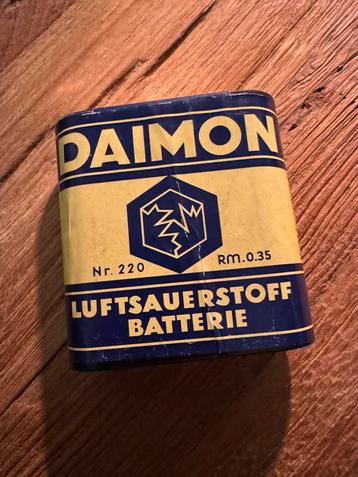 DAIMON
Nr. 220 RM.0.35
LUFTSAUERSTOFF
BATTERIE